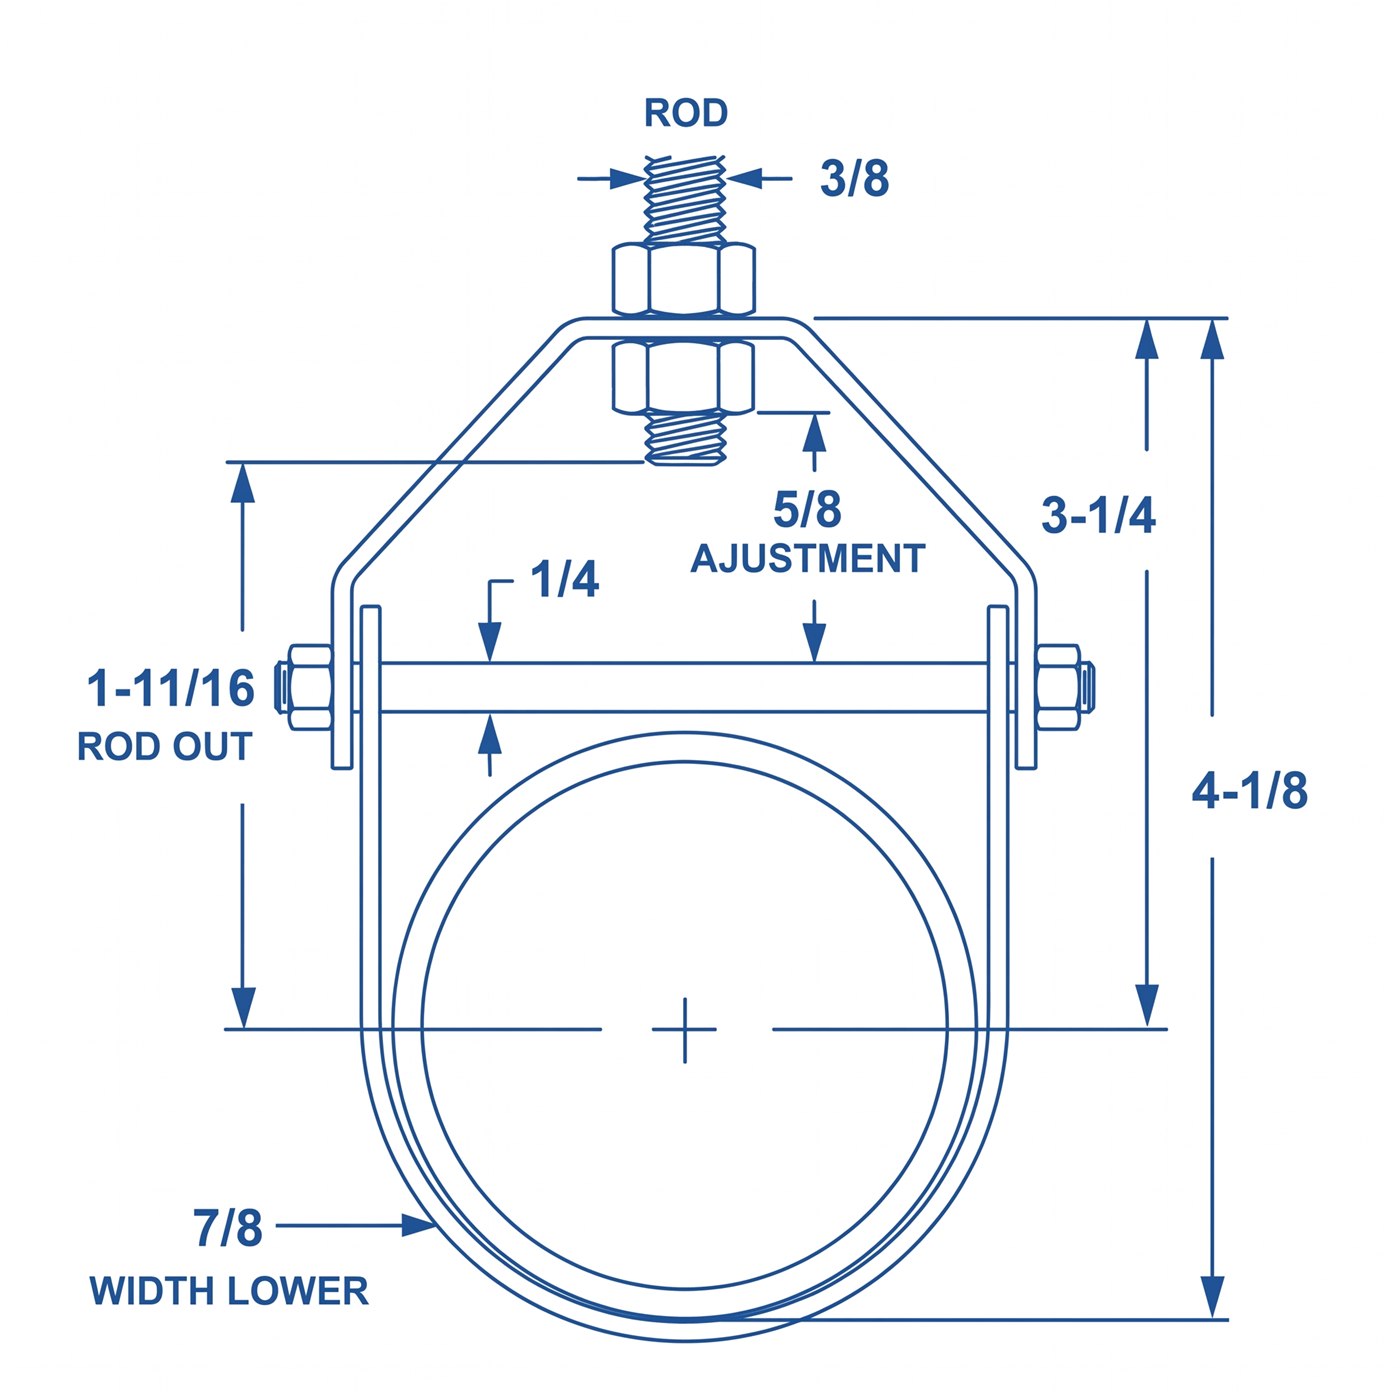 ROD
3/8
5/8
AJUSTMENT
3-1/4
1/4
1-11/16
ROD OUT
4-1/8
7/8
WIDTH LOWER